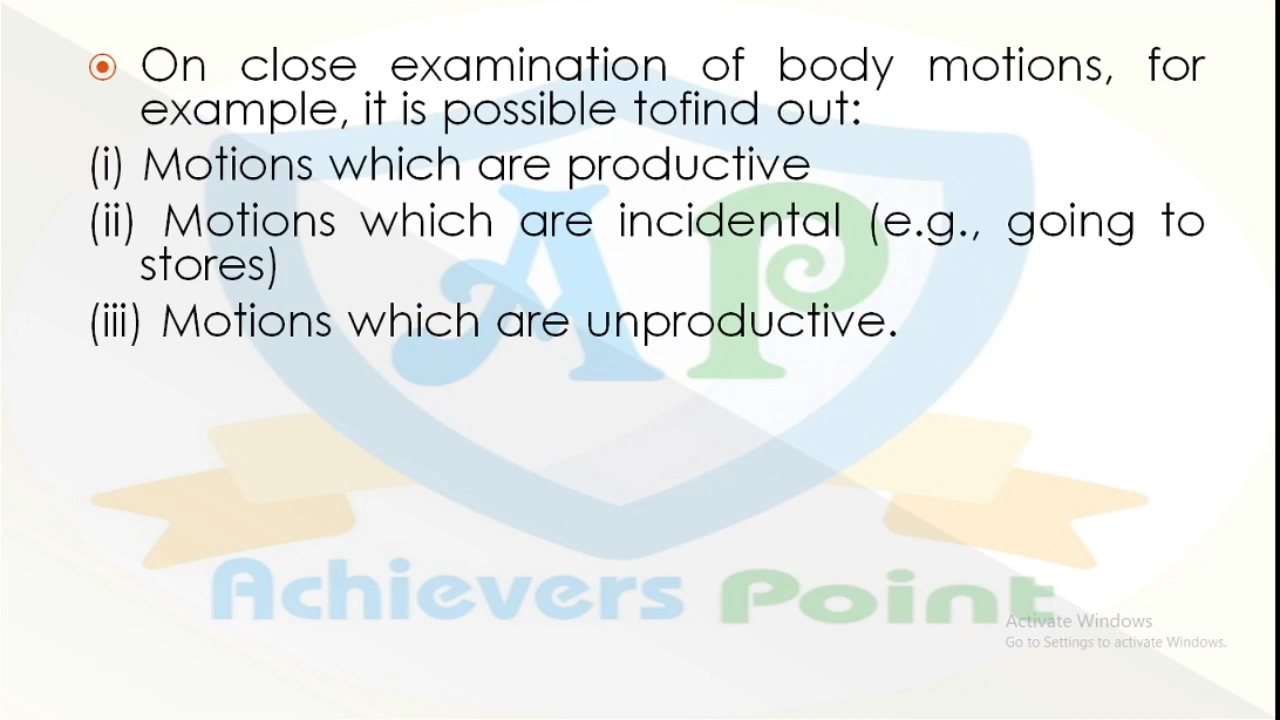 On close examination of body motions, for
example, it is possible tofind out:
(i) Motions which are productive
(ii) Motions which are incidental (e.g., going to
stores)
(iii) Motions which are unproductive.
AP
Achievers Point
Activate Windows
Go to Settings to activate Windows.